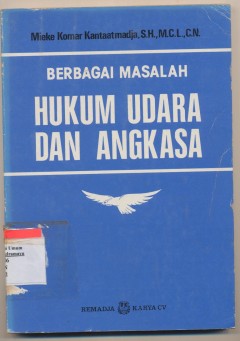 Mieke Komar Kantaatmadja, S.H., M.C.L., C.N.
BERBAGAI MASALAH
HUKUM UDARA
DAN ANGKASA
REMADJA KARYA CV